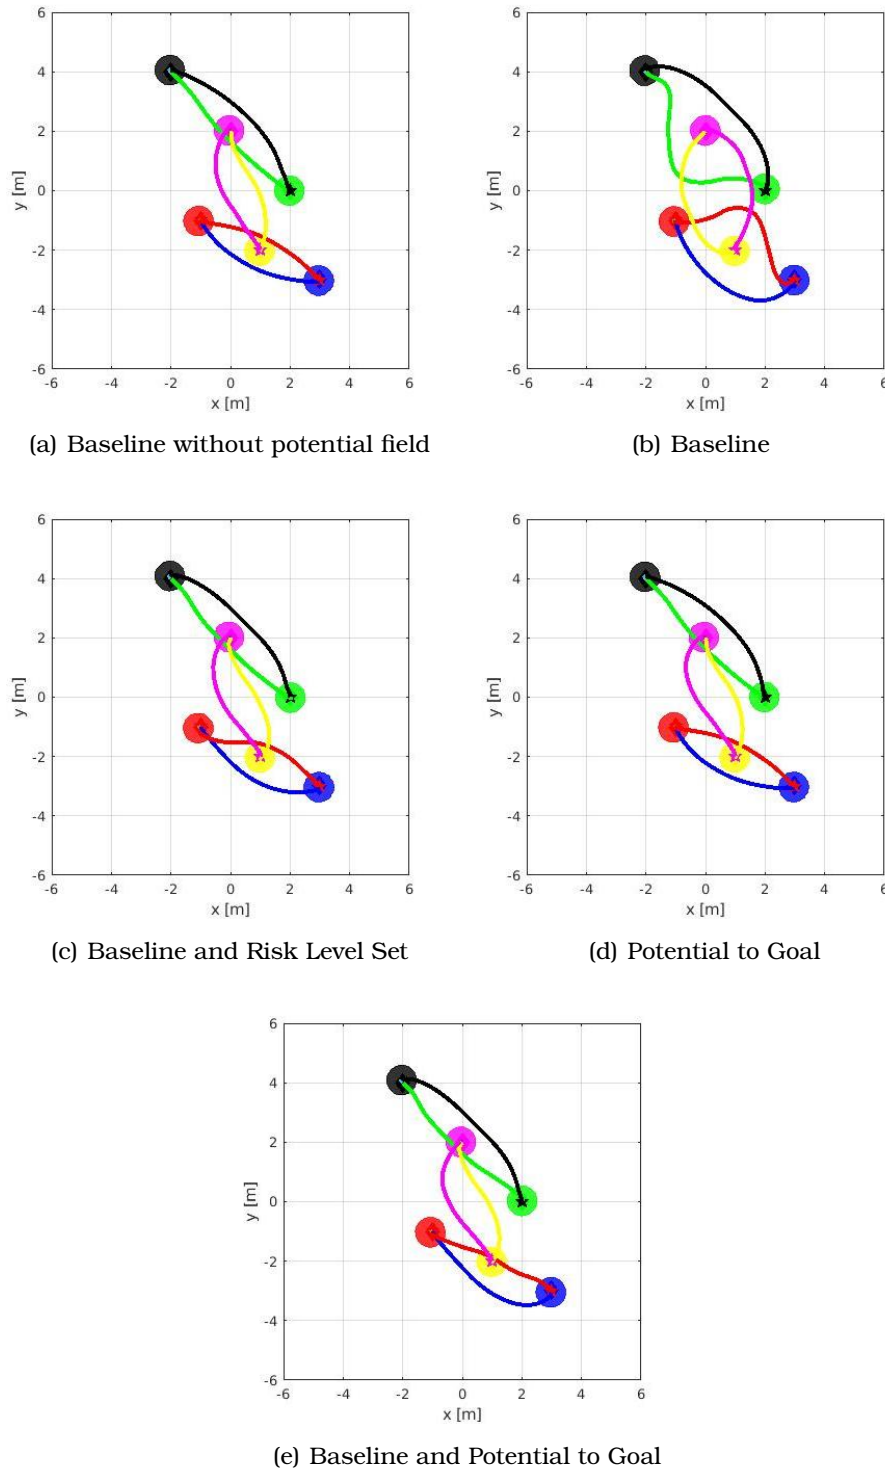 6
4
2
0
-2
-4
-6
y [m]
-6 -4 -2 0 2 4 6
x [m]
(a) Baseline without potential field
6
4
2
0
-2
-4
-6
y [m]
-6 -4 -2 0 2 4 6
x [m]
(b) Baseline
6
4
2
0
-2
-4
-6
y [m]
-6 -4 -2 0 2 4 6
x [m]
(c) Baseline and Risk Level Set
6
4
2
0
-2
-4
-6
y [m]
-6 -4 -2 0 2 4 6
x [m]
(d) Potential to Goal
6
4
2
0
-2
-4
-6
y [m]
-6 -4 -2 0 2 4 6
x [m]
(e) Baseline and Potential to Goal